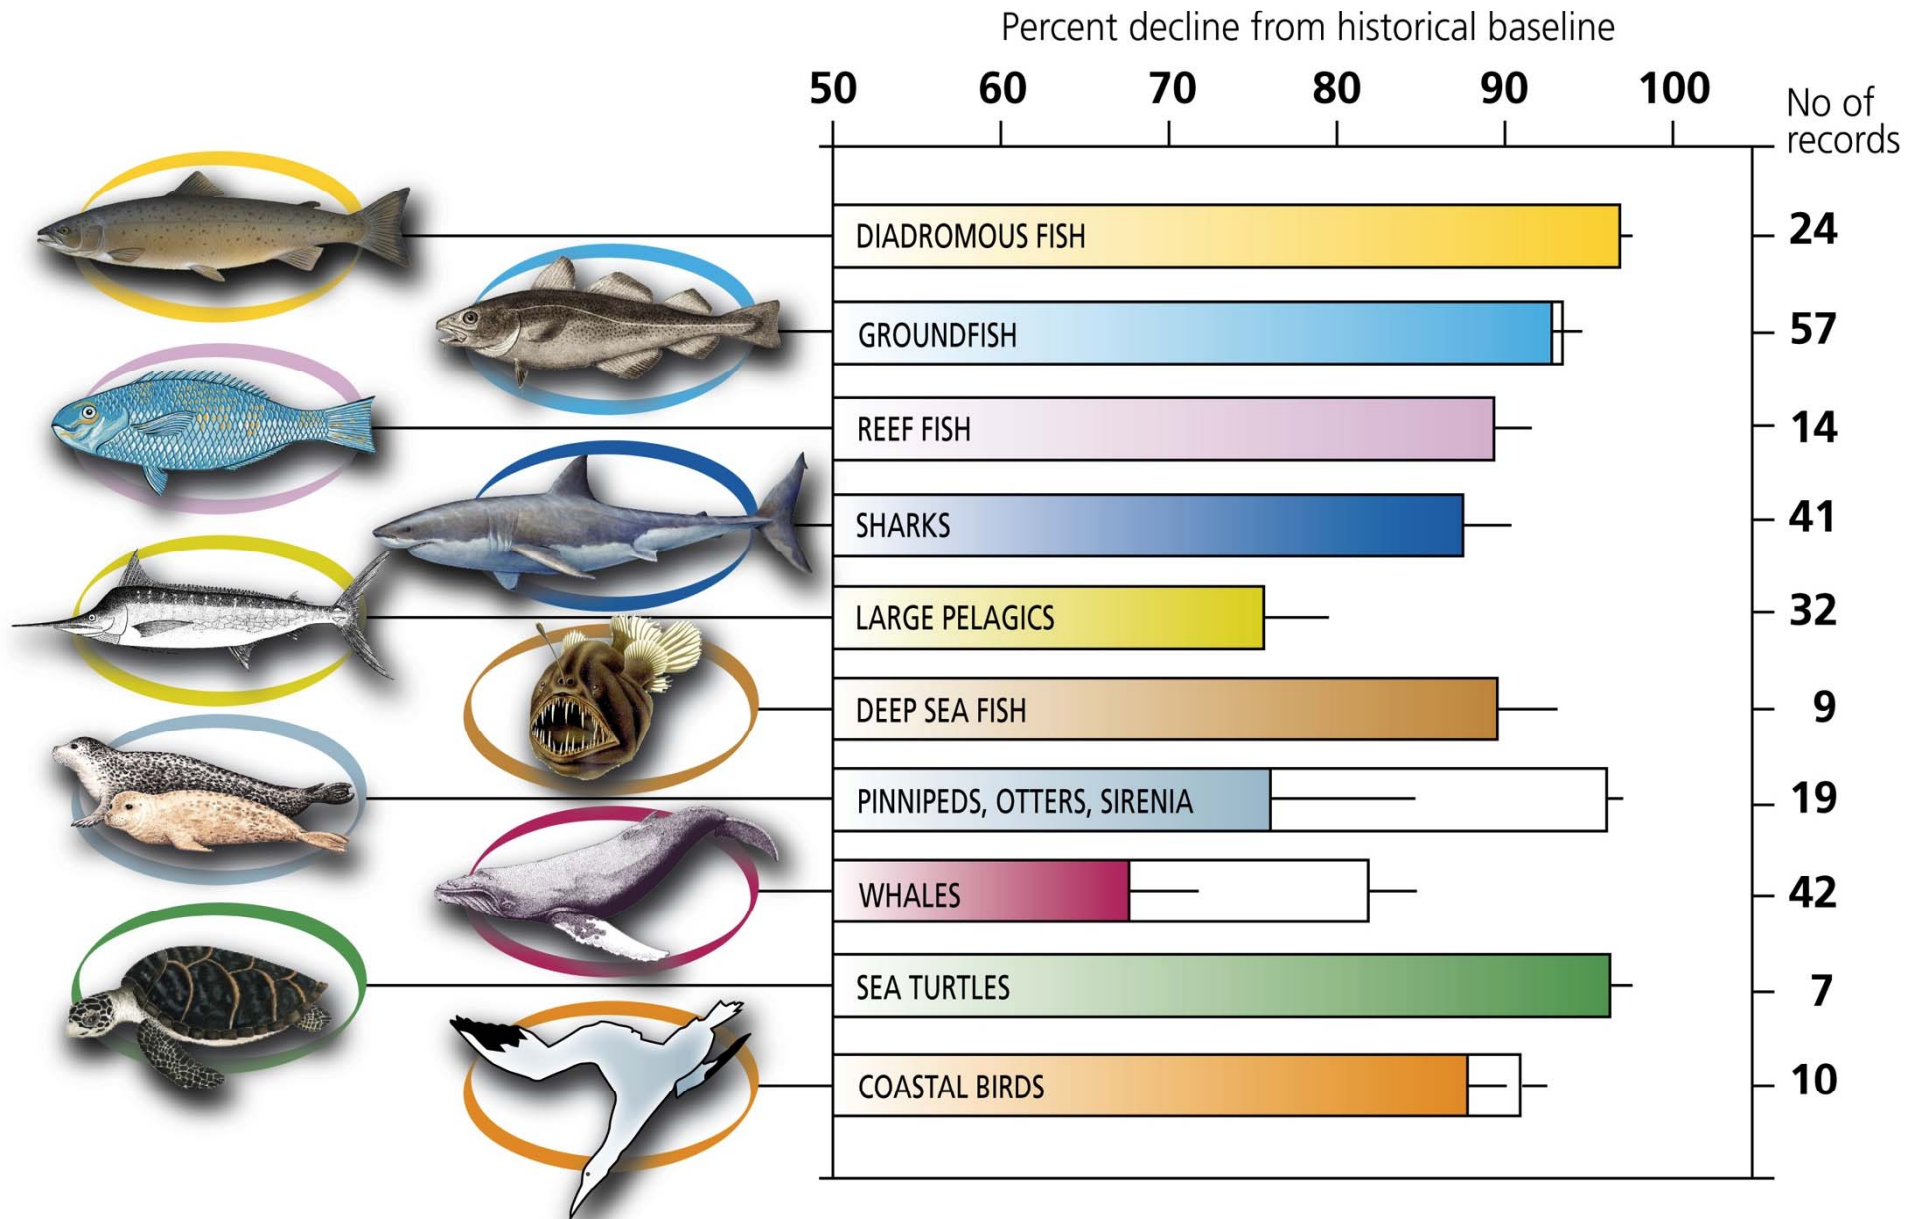 Percent decline from historical baseline
50 60 70 80 90 100
No of
records
DIADROMOUS FISH 24
GROUNDFISH 57
REEF FISH 14
SHARKS 41
LARGE PELAGICS 32
DEEP SEA FISH 9
PINNIPEDS, OTTERS, SIRENIA 19
WHALES 42
SEA TURTLES 7
COASTAL BIRDS 10